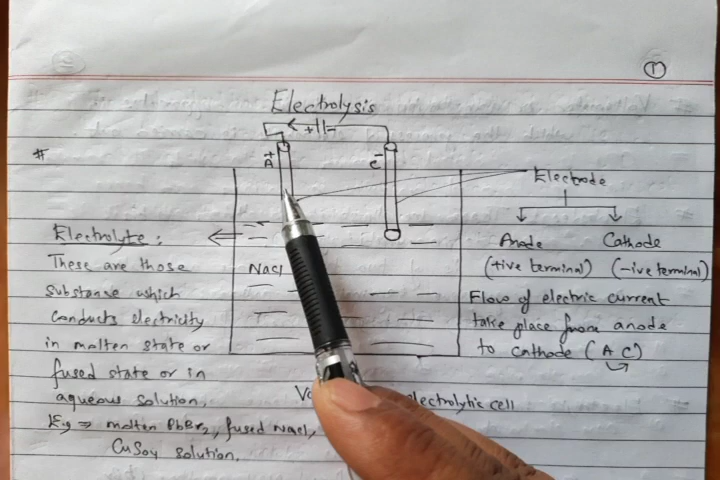 1
Electrolysis
+ -
#
+
A
-
C
Electrode
Electrolyte:
Anode Cathode
These are those
NaCl
(+ive terminal) (-ive terminal)
substance which
Flow of electric current
conducts electricity
take place from anode
in molten state or
to cathode (A C)
fused state or in
aqueous solution.
electrolytic cell
E.g ⇒ molten PbBr2, fused NaCl,
CuSO4 solution.